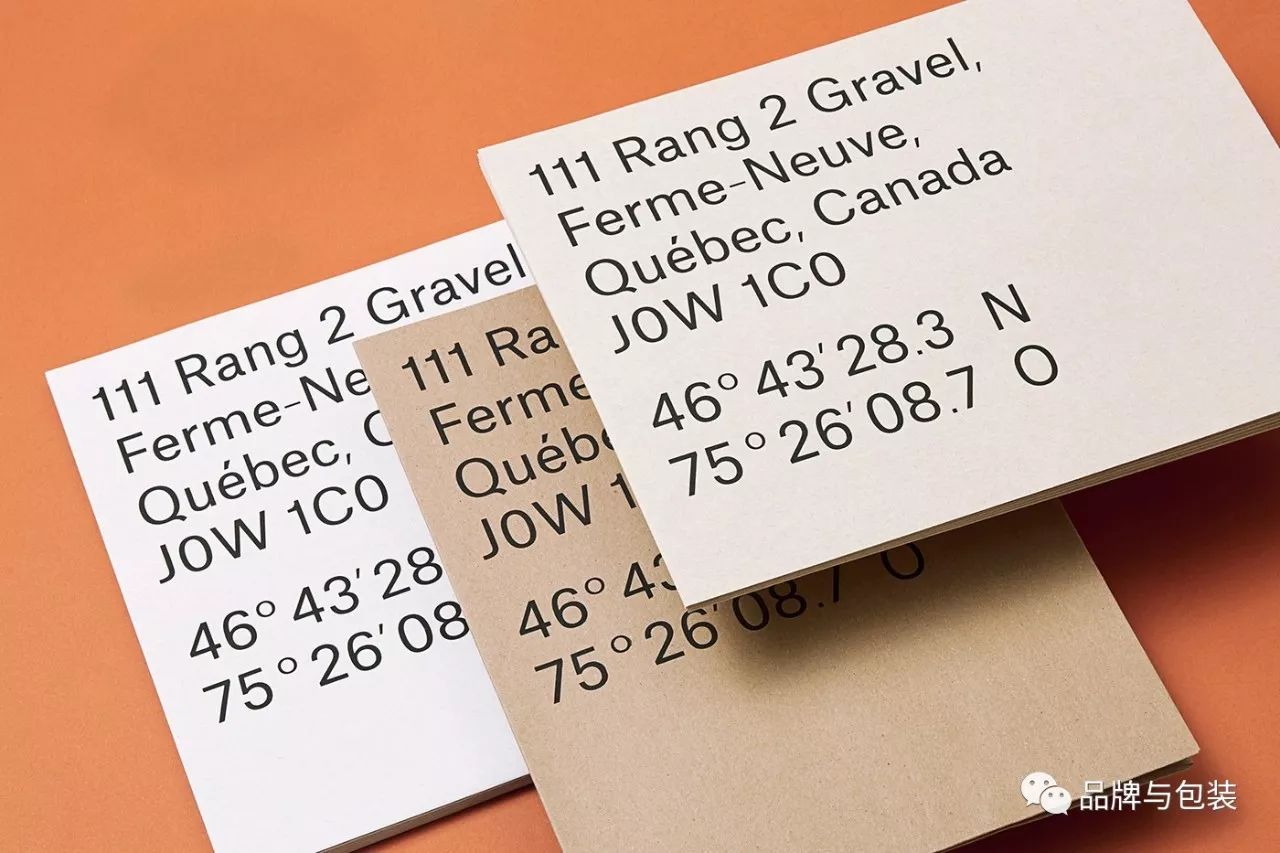 111 Rang 2 Gravel,
Ferme-Neuve,
Québec, Canada
J0W 1C0
46° 43′ 28.3 N
75° 26′ 08.7 O
111 Rang 2 Gravel
Ferme-Ne
Québec, C
J0W 1C0
46° 43′ 28
75° 26′ 08
111 Ra
Ferme
Québ
J0W 1
46° 4
75° 26′ 08.7 O
品牌与包装